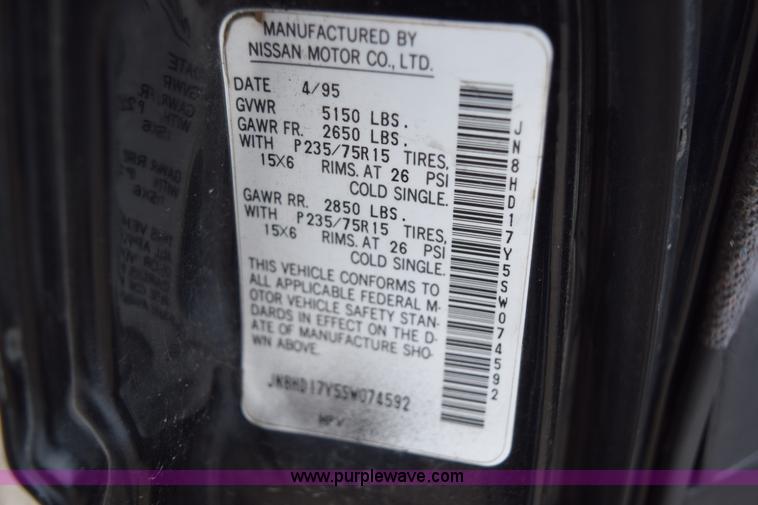 MANUFACTURED BY
NISSAN MOTOR CO., LTD.
DATE 4/95
GVWR 5150 LBS.
GAWR FR. 2650 LBS.
WITH P235/75R15 TIRES,
15X6 RIMS. AT 26 PSI
COLD SINGLE.
GAWR RR. 2850 LBS.
WITH P235/75R15 TIRES,
15X6 RIMS. AT 26 PSI
COLD SINGLE.
THIS VEHICLE CONFORMS TO
ALL APPLICABLE FEDERAL M-
OTOR VEHICLE SAFETY STAN-
DARDS IN EFFECT ON THE D-
ATE OF MANUFACTURE SHO-
WN ABOVE.
JN8HD17Y5SW074592
MPV
JN8HD17Y5SW074592
www.purplewave.com